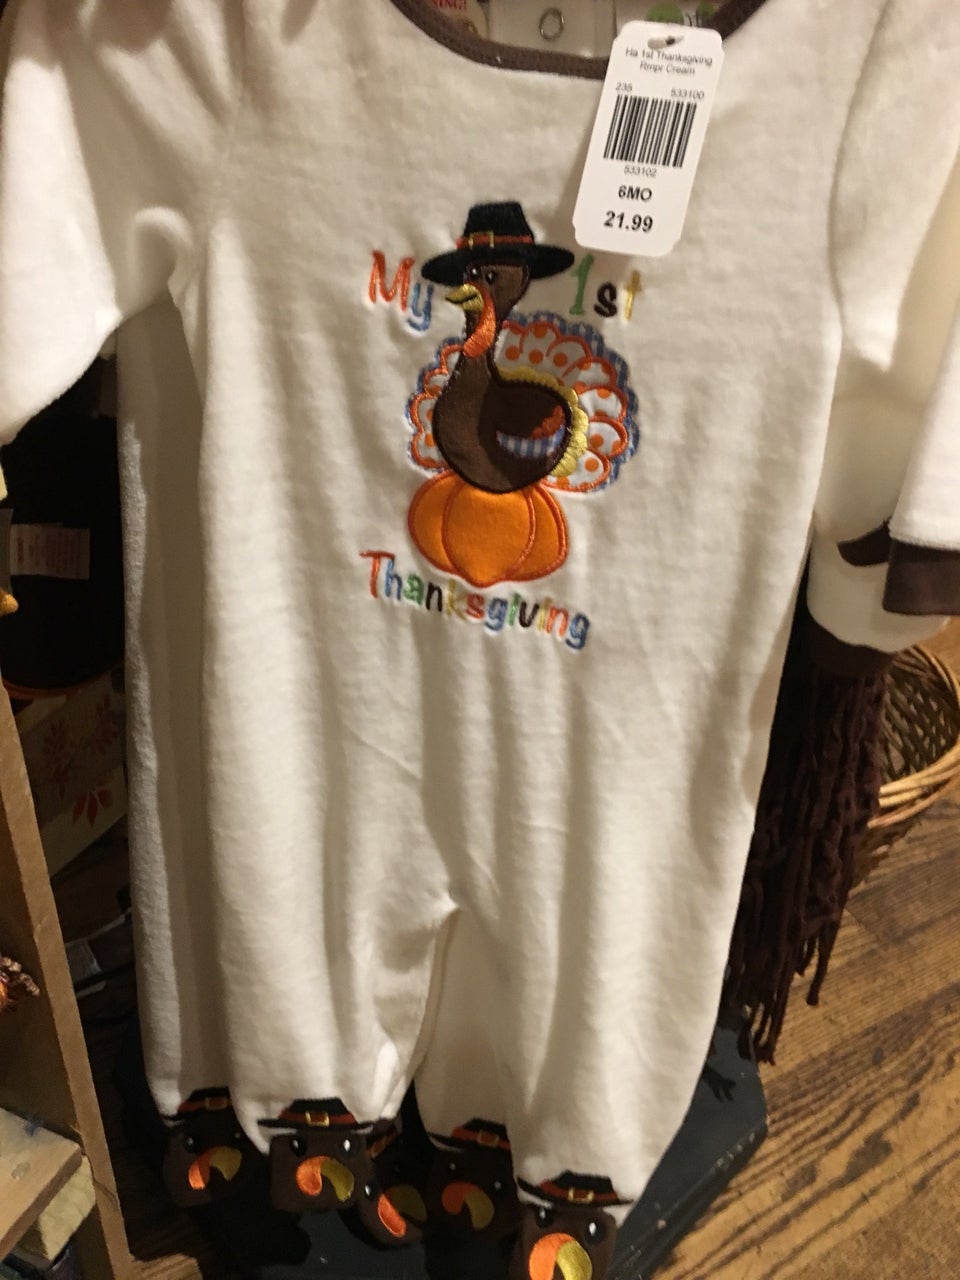 Ha 1st Thanksgiving
Rmpr Cream
235 533100
533102
6MO
21.99
My 1st
Thanksgiving